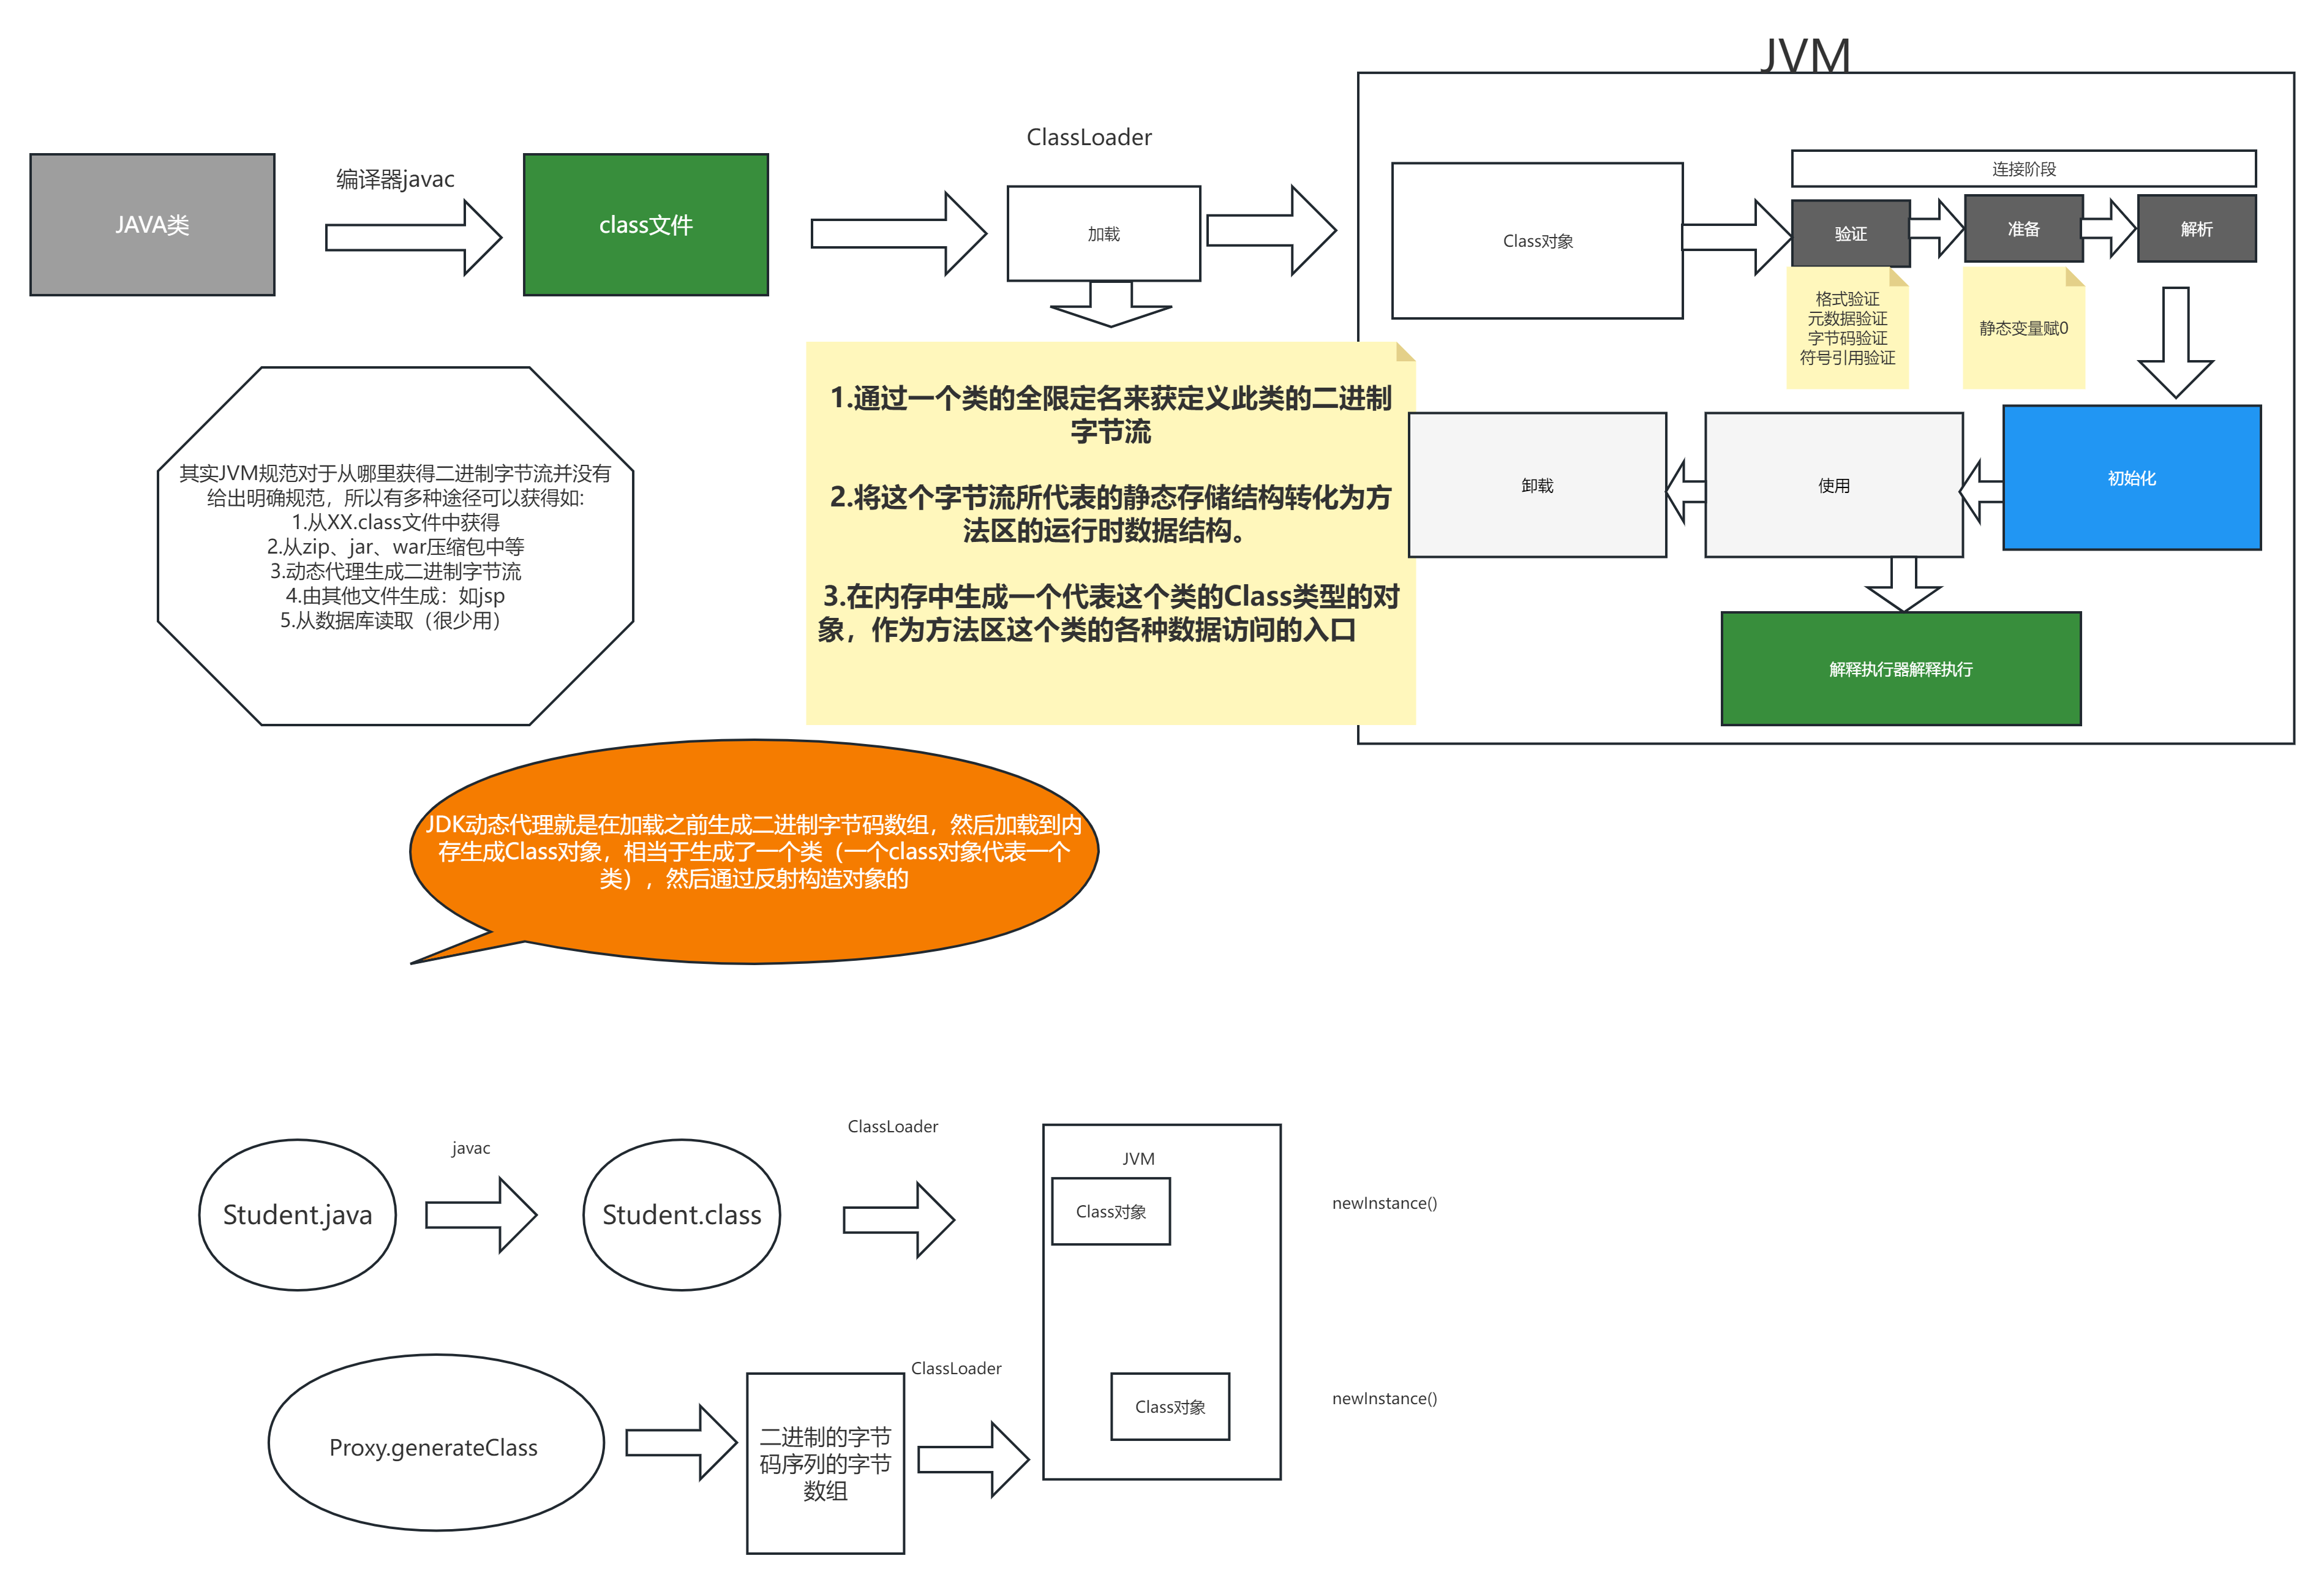 JVM
ClassLoader
编译器javac
JAVA类
class文件
加载
Class对象
连接阶段
验证
准备
解析
格式验证
元数据验证
字节码验证
符号引用验证
静态变量赋0
1.通过一个类的全限定名来获定义此类的二进制
字节流
2.将这个字节流所代表的静态存储结构转化为方
法区的运行时数据结构。
3.在内存中生成一个代表这个类的Class类型的对
象，作为方法区这个类的各种数据访问的入口
卸载
使用
初始化
解释执行器解释执行
其实JVM规范对于从哪里获得二进制字节流并没有
给出明确规范，所以有多种途径可以获得如:
1.从XX.class文件中获得
2.从zip、jar、war压缩包中等
3.动态代理生成二进制字节流
4.由其他文件生成：如jsp
5.从数据库读取（很少用）
JDK动态代理就是在加载之前生成二进制字节码数组，然后加载到内
存生成Class对象，相当于生成了一个类（一个class对象代表一个
类），然后通过反射构造对象的
ClassLoader
javac
JVM
Student.java
Student.class
Class对象
newInstance()
ClassLoader
Proxy.generateClass
二进制的字节
码序列的字节
数组
Class对象
newInstance()